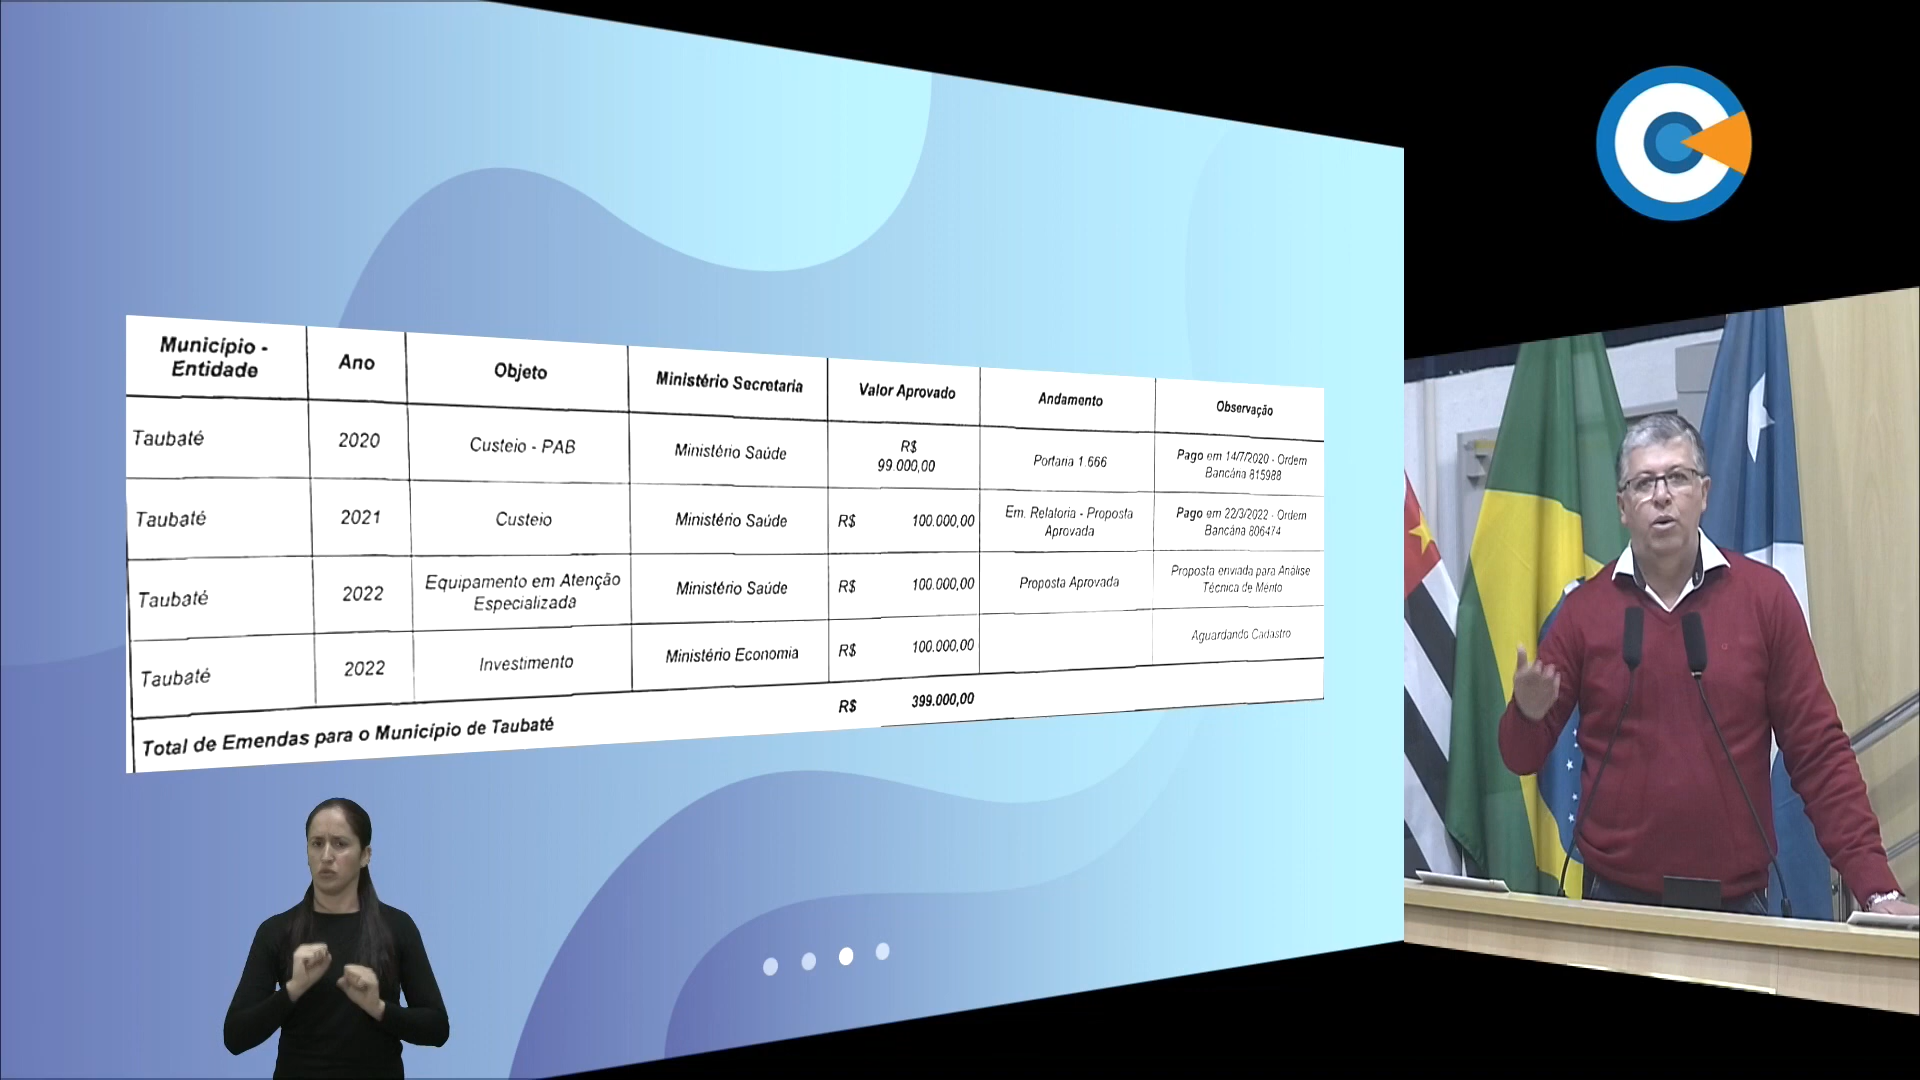 Município -
Entidade
Ano
Objeto
Ministério Secretaria
Valor Aprovado
Andamento
Observação
Taubaté
2020
Custeio - PAB
Ministério Saúde
R$
99.000,00
Portaria 1.666
Pago em 14/7/2020 - Ordem
Bancária 815988
Taubaté
2021
Custeio
Ministério Saúde
R$ 100.000,00
Em. Relatoria - Proposta
Aprovada
Pago em 22/3/2022 - Ordem
Bancária 806474
Taubaté
2022
Equipamento em Atenção
Especializada
Ministério Saúde
R$ 100.000,00
Proposta Aprovada
Proposta enviada para Análise
Técnica de Mérito
Taubaté
2022
Investimento
Ministério Economia
R$ 100.000,00
Aguardando Cadastro
Total de Emendas para o Município de Taubaté
R$ 399.000,00